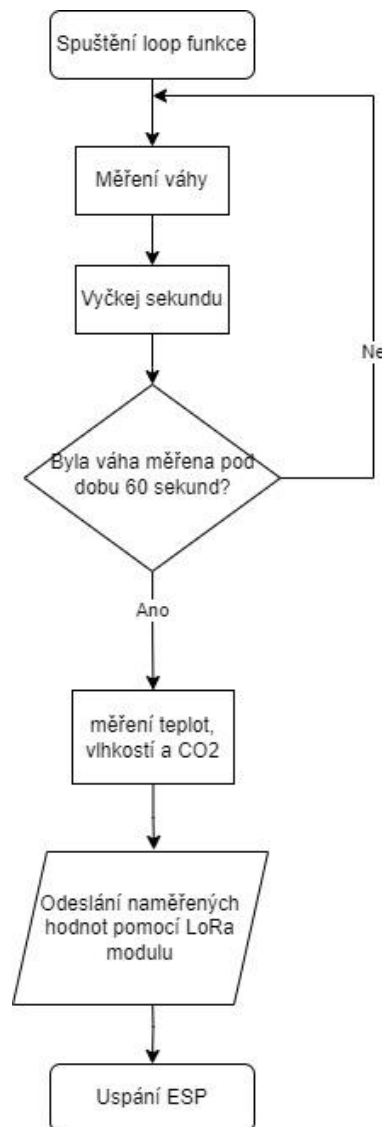 Spuštění loop funkce
Měření váhy
Vyčkej sekundu
Ne
Byla váha měřena pod
dobu 60 sekund?
Ano
měření teplot,
vlhkostí a CO2
Odeslání naměřených
hodnot pomocí LoRa
modulu
Uspání ESP